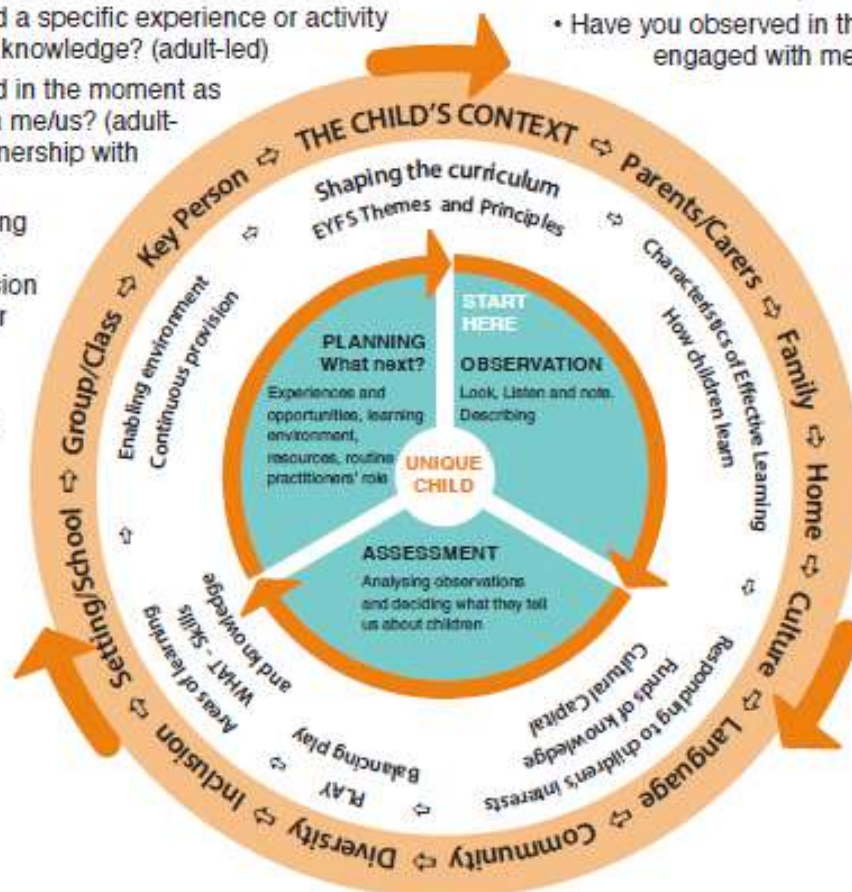 d a specific experience or activity
knowledge? (adult-led)
d in the moment as
me/us? (adult-
nership with
ng
sion
r
• Have you observed in th
engaged with me
THE CHILD'S CONTEXT ⇨ Parents/Carers ⇨ Family ⇨ Home ⇨ Culture ⇨ Language ⇨ Community ⇨ Diversity ⇨ Inclusion ⇨ Setting/School ⇨ Group/Class ⇨ Key Person ⇨
Shaping the curriculum
EYFS Themes and Principles
Characteristics of Effective Learning
How children learn
Responding to children's interests
Funds of knowledge
Cultural Capital
Balancing play
PLAY
Areas of learning
WHAT - Skills
and knowledge
Enabling environment
Continuous provision
START
HERE
OBSERVATION
Look, Listen and note.
Describing
ASSESSMENT
Analysing observations
and deciding what they tell
us about children
PLANNING
What next?
Experiences and
opportunities, learning
environment,
resources, routine
practitioners' role
UNIQUE
CHILD